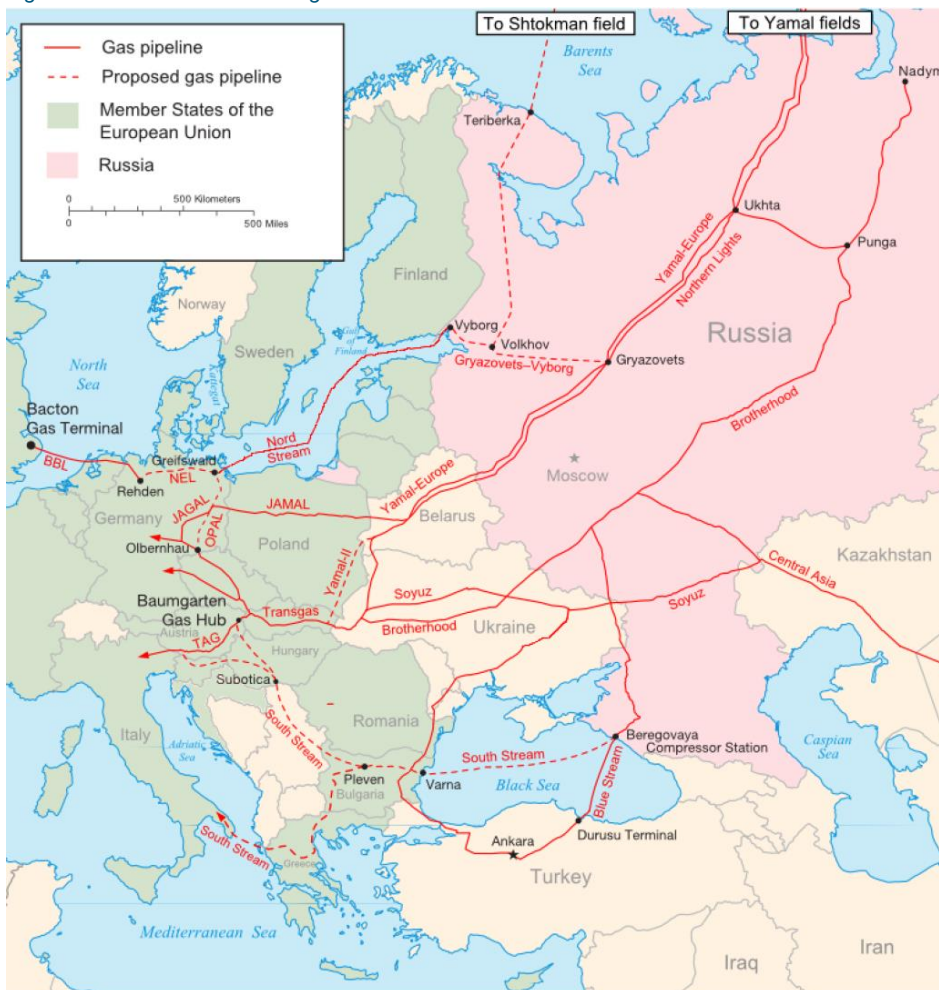 To Shtokman field
To Yamal fields
Gas pipeline
Proposed gas pipeline
Member States of the
European Union
Russia
0
500 Kilometers
0
500 Miles
Barents
Sea
Nadym
Teriberka
Ukhta
Punga
Yamal-Europe
Northern Lights
Finland
Norway
Sweden
Gulf
of
Finland
Vyborg
Volkhov
Gryazovets–Vyborg
Gryazovets
Russia
North
Sea
Kattegat
Bacton
Gas Terminal
BBL
Greifswald
Nord
Stream
NEL
Rehden
Moscow
Brotherhood
JAGAL
JAMAL
Yamal-Europe
Belarus
Germany
OPAL
Poland
Olbernhau
Yamal-II
Kazakhstan
Central Asia
Baumgarten
Gas Hub
Transgas
Soyuz
Soyuz
Brotherhood
Ukraine
Austria
TAG
Hungary
Subotica
Romania
Italy
Adriatic
Sea
South Stream
Beregovaya
Compressor Station
Caspian
Sea
Pleven
Bulgaria
Varna
South Stream
Black Sea
Blue Stream
Durusu Terminal
Ankara
South Stream
Greece
Turkey
Mediterranean Sea
Iraq
Iran